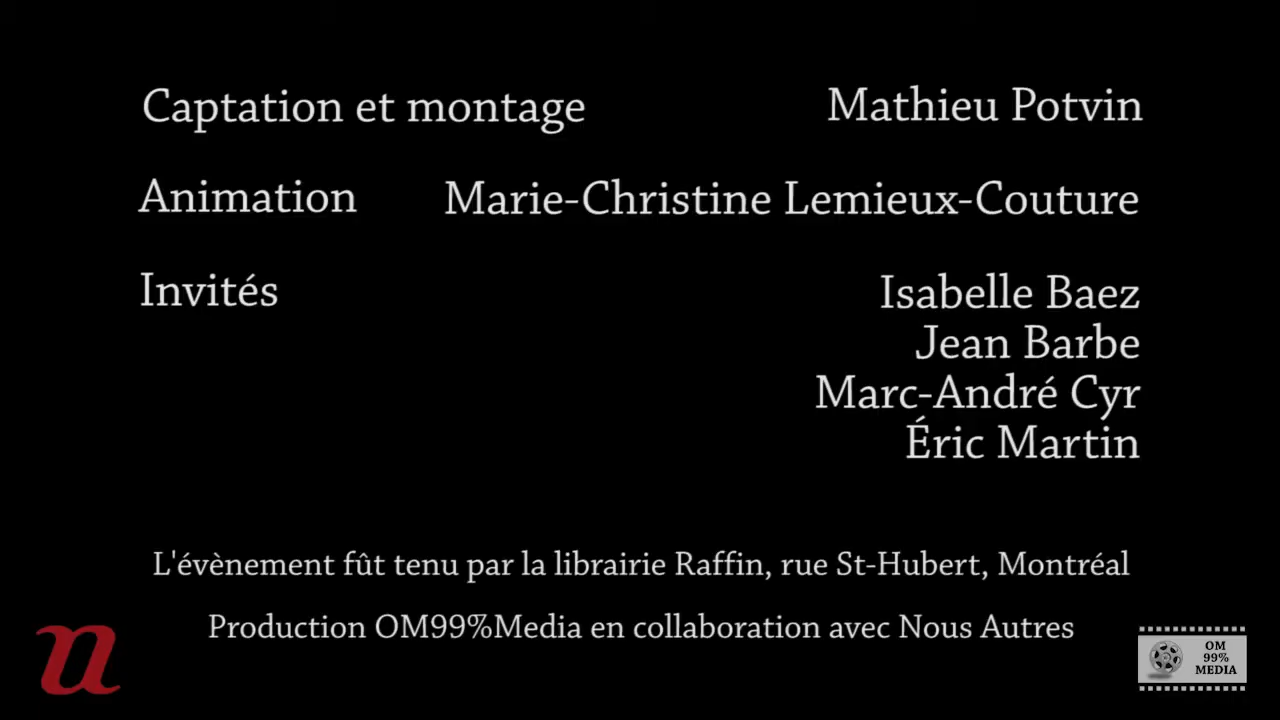 Captation et montage Mathieu Potvin
Animation Marie-Christine Lemieux-Couture
Invités Isabelle Baez
Jean Barbe
Marc-André Cyr
Éric Martin
L'évènement fût tenu par la librairie Raffin, rue St-Hubert, Montréal
Production OM99%Media en collaboration avec Nous Autres
n
OM
99%
MEDIA